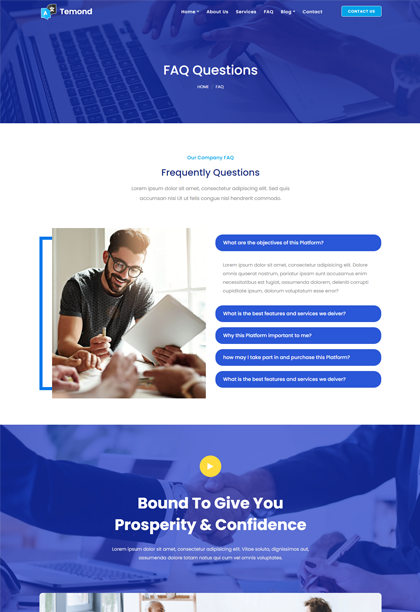 Temond
Home About Us Services FAQ Blog Contact
CONTACT US
FAQ Questions
HOME FAQ
Our Company FAQ
Frequently Questions
Lorem ipsum dolor sit amet, consectetur adipiscing elit. Sed quis
accumsan nisi Ut ut felis congue nisl hendrerit commodo.
What are the objectives of this Platform?
Lorem ipsum dolor sit amet, consectetur adipisicing elit. Dolore
omnis quaerat nostrum, pariatur ipsam sunt accusamus enim
necessitatibus est fugiat, assumenda dolorem, deleniti corrupti
cupiditate ipsum, dolorum voluptatum esse error?
What is the best features and services we deiver?
Why this Platform important to me?
how may I take part in and purchase this Platform?
What is the best features and services we deiver?
Bound To Give You
Prosperity & Confidence
Lorem ipsum dolor sit amet, consectetur adipisicing elit. Vitae soluta, dignissimos aut,
assumenda dolor totam natus qui cum vel omnis voluptates.